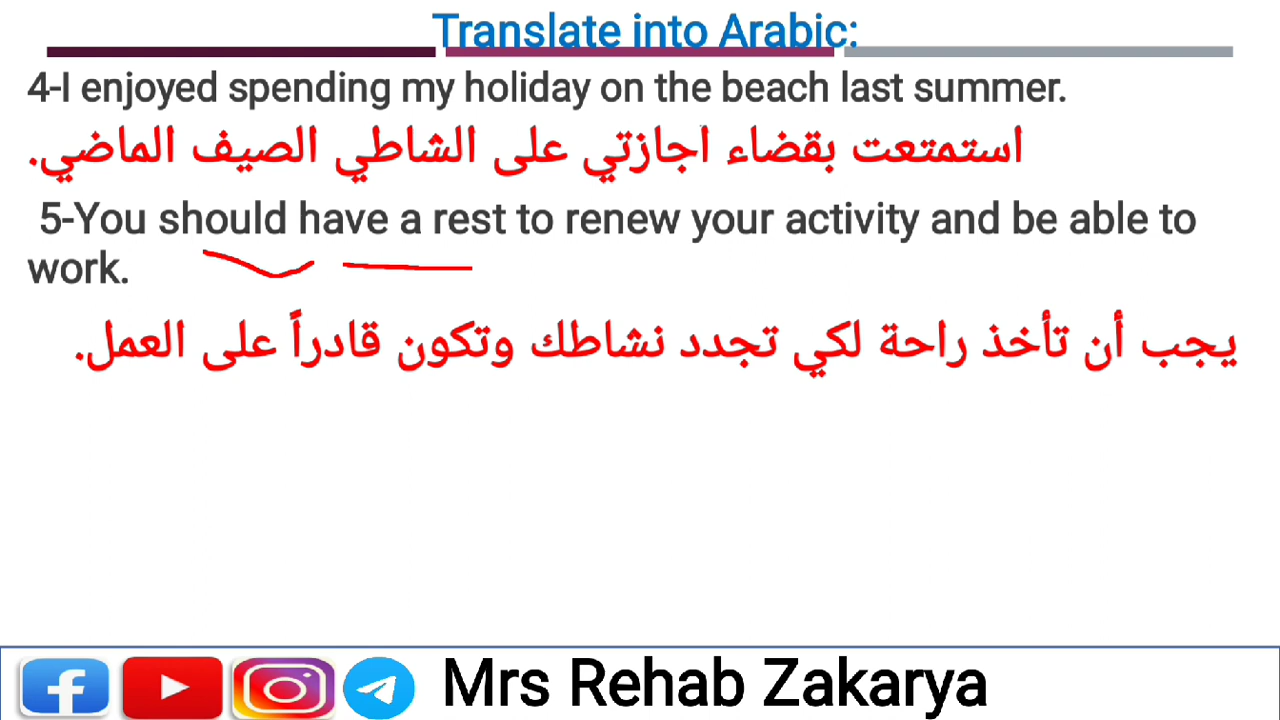 Translate into Arabic:
4-I enjoyed spending my holiday on the beach last summer.
استمتعت بقضاء اجازتي على الشاطي الصيف الماضي.
5-You should have a rest to renew your activity and be able to
work.
يجب أن تأخذ راحة لكي تجدد نشاطك وتكون قادراً على العمل.
Mrs Rehab Zakarya